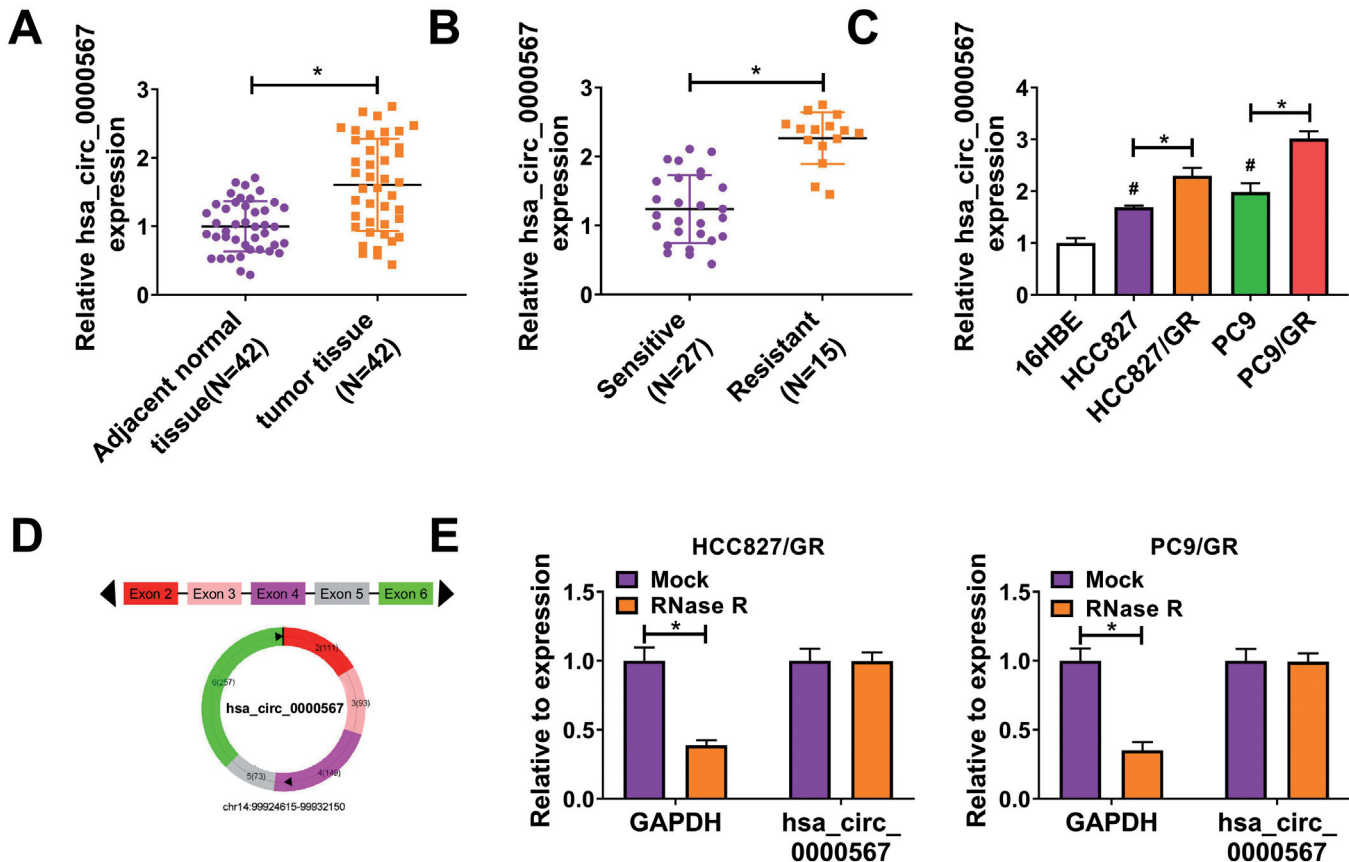 A
Relative hsa_circ_0000567
expression
3
2
1
0
*
Adjacent normal
tissue(N=42)
tumor tissue
(N=42)
B
Relative hsa_circ_0000567
expression
3
2
1
0
*
Sensitive
(N=27)
Resistant
(N=15)
C
Relative hsa_circ_0000567
expression
4
3
2
1
0
#
*
#
*
16HBE
HCC827
HCC827/GR
PC9
PC9/GR
D
Exon 2
Exon 3
Exon 4
Exon 5
Exon 6
2(111)
3(93)
4(149)
5(73)
6(257)
hsa_circ_0000567
chr14:99924615-99932150
E
HCC827/GR
Relative to expression
1.5
1.0
0.5
0.0
Mock
RNase R
*
GAPDH
hsa_circ_
0000567
PC9/GR
Relative to expression
1.5
1.0
0.5
0.0
Mock
RNase R
*
GAPDH
hsa_circ_
0000567